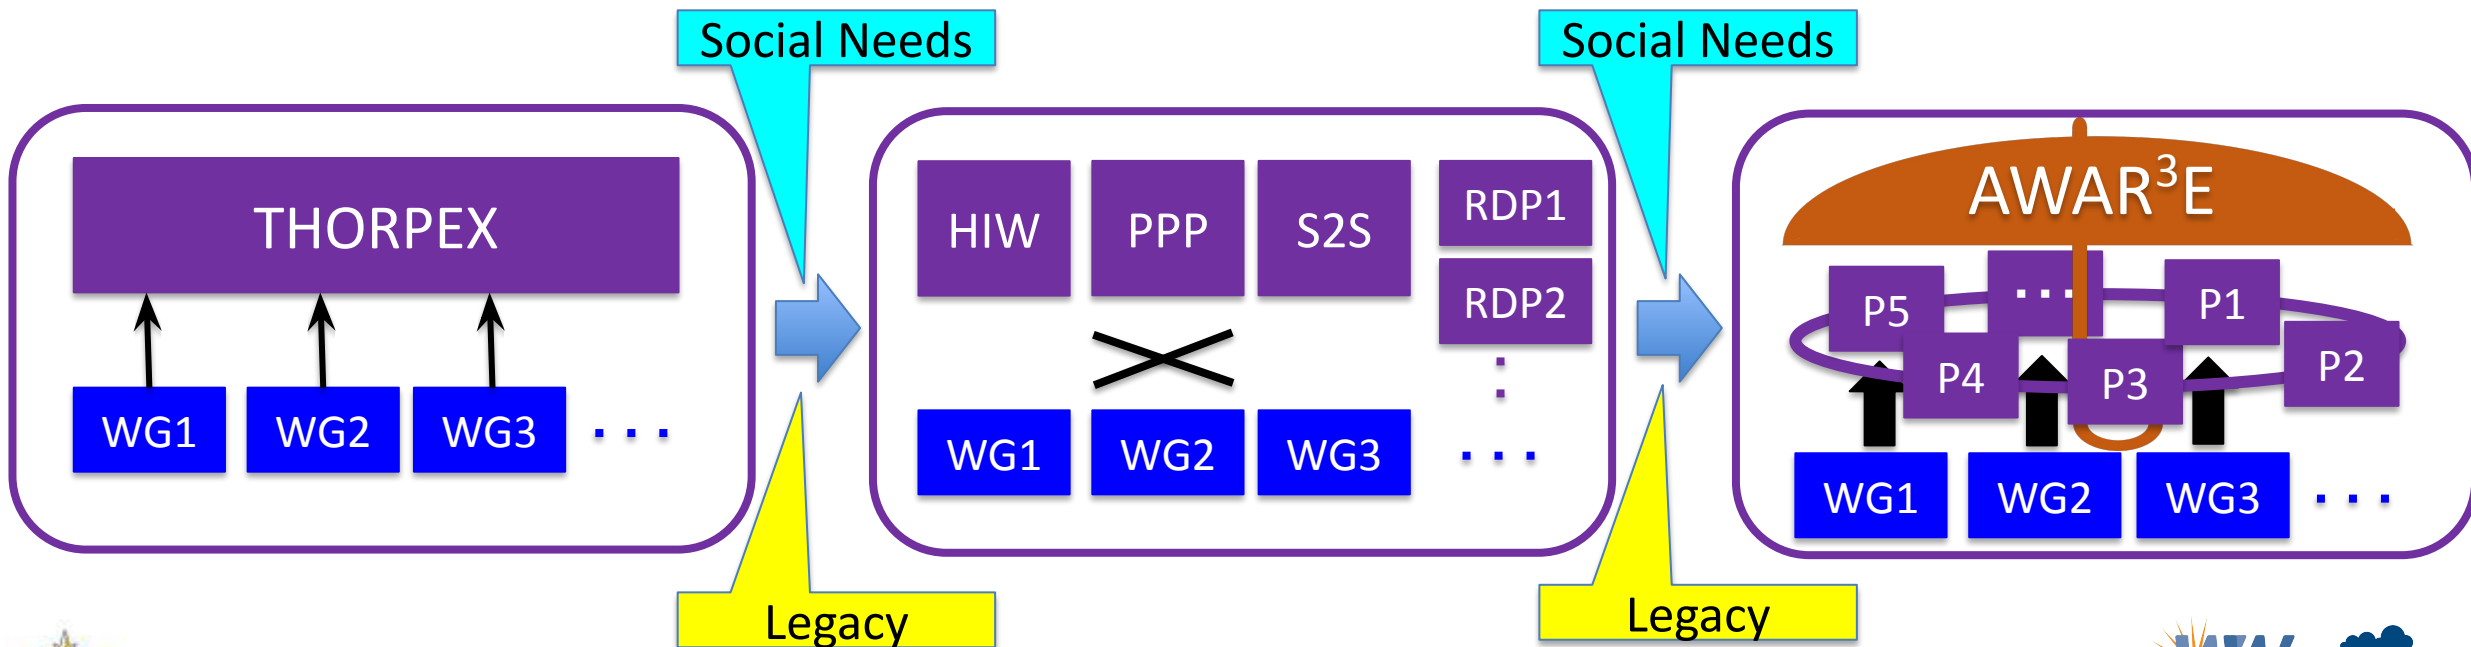 Social Needs
Social Needs
THORPEX
WG1 WG2 WG3 ...
Legacy
HIW PPP S2S RDP1
RDP2
WG1 WG2 WG3 ...
Legacy
AWAR³E
P5 ... P1
P4 P3 P2
WG1 WG2 WG3 ...